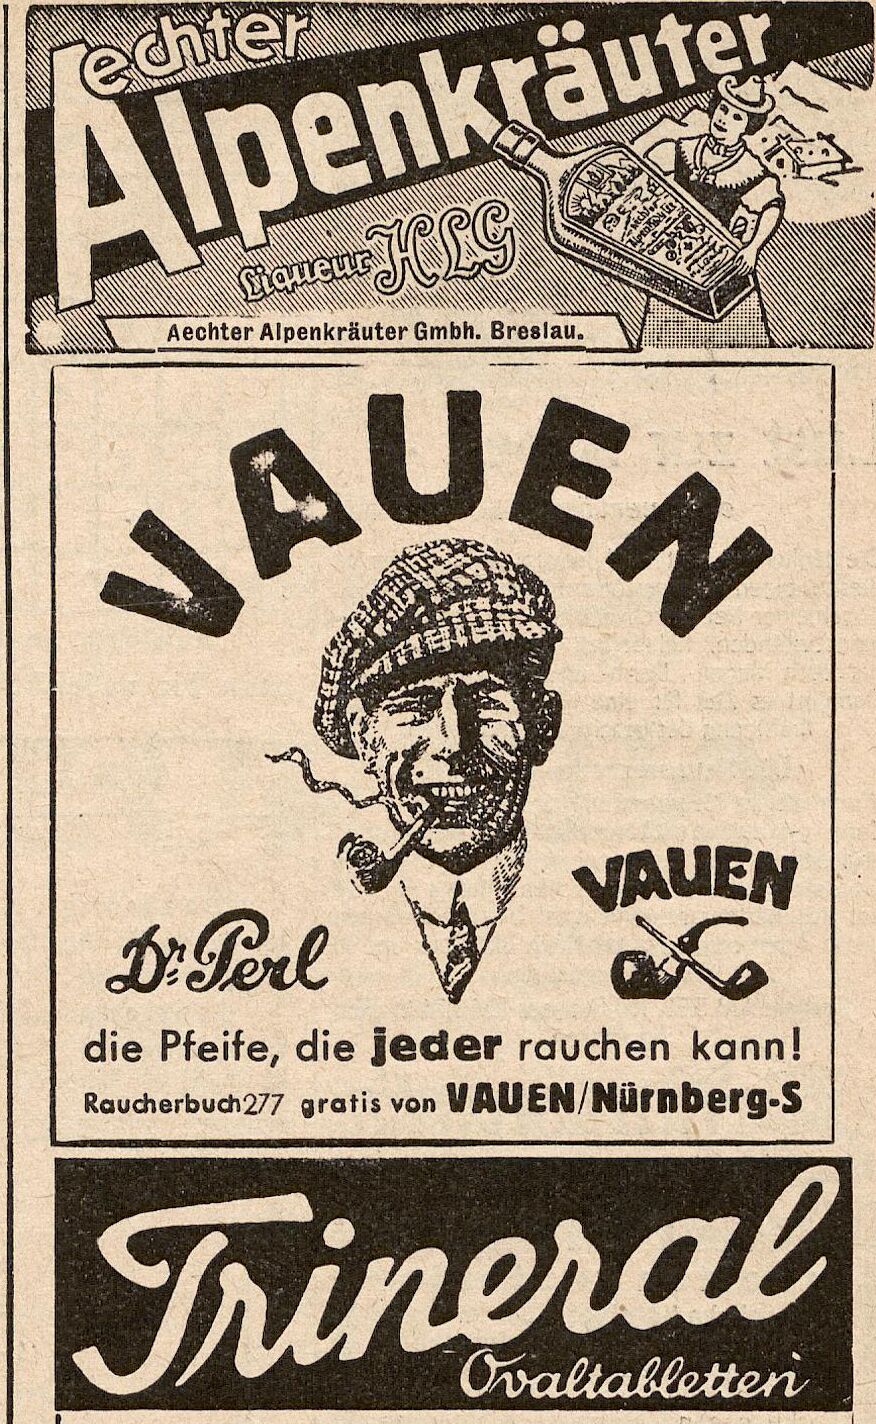 Aechter
Alpenkräuter
Liqueur HLG
Aechter Alpenkräuter Gmbh. Breslau.
VAUEN
Dr. Perl
VAUEN
die Pfeife, die jeder rauchen kann!
Raucherbuch 277 gratis von VAUEN/Nürnberg-S
Trineral
Ovaltabletten